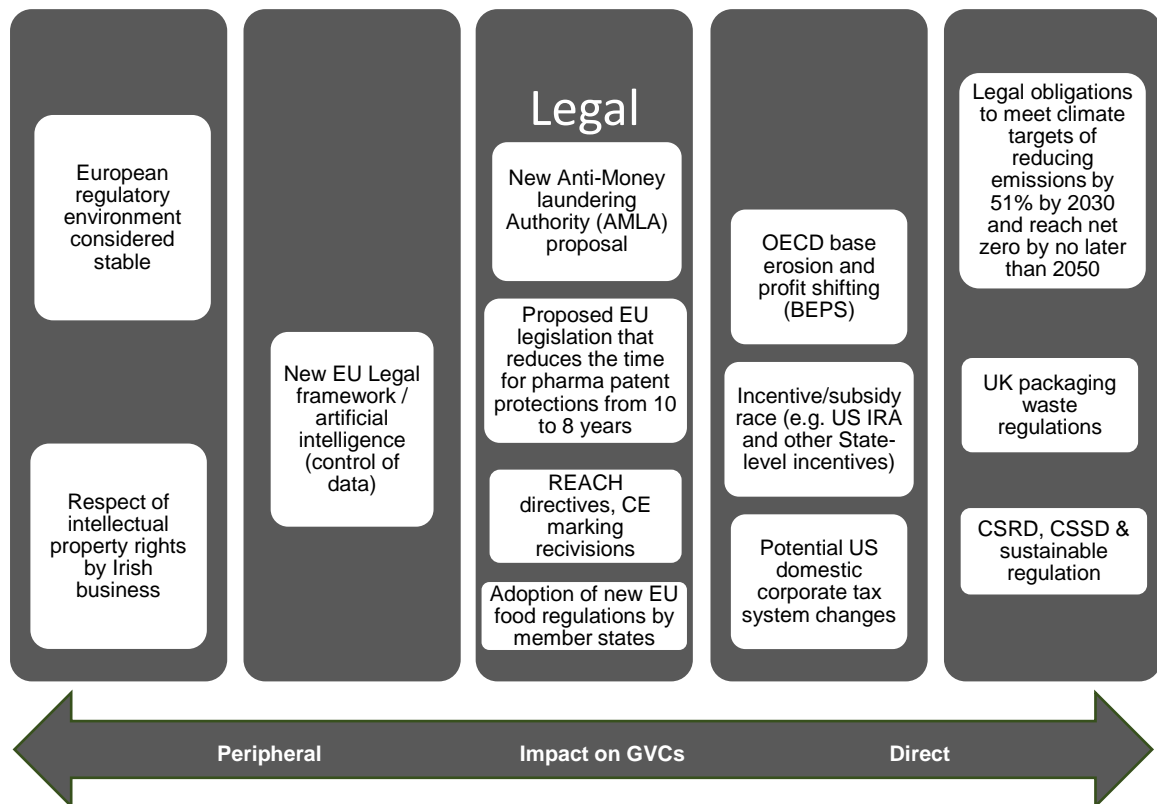 European
regulatory
environment
considered
stable
Respect of
intellectual
property rights
by Irish
business
New EU Legal
framework /
artificial
intelligence
(control of
data)
Legal
New Anti-Money
laundering
Authority (AMLA)
proposal
Proposed EU
legislation that
reduces the time
for pharma patent
protections from 10
to 8 years
REACH
directives, CE
marking
recivisions
Adoption of new EU
food regulations by
member states
OECD base
erosion and
profit shifting
(BEPS)
Incentive/subsidy
race (e.g. US IRA
and other State-
level incentives)
Potential US
domestic
corporate tax
system changes
Legal obligations
to meet climate
targets of
reducing
emissions by
51% by 2030
and reach net
zero by no later
than 2050
UK packaging
waste
regulations
CSRD, CSSD &
sustainable
regulation
Peripheral Impact on GVCs Direct